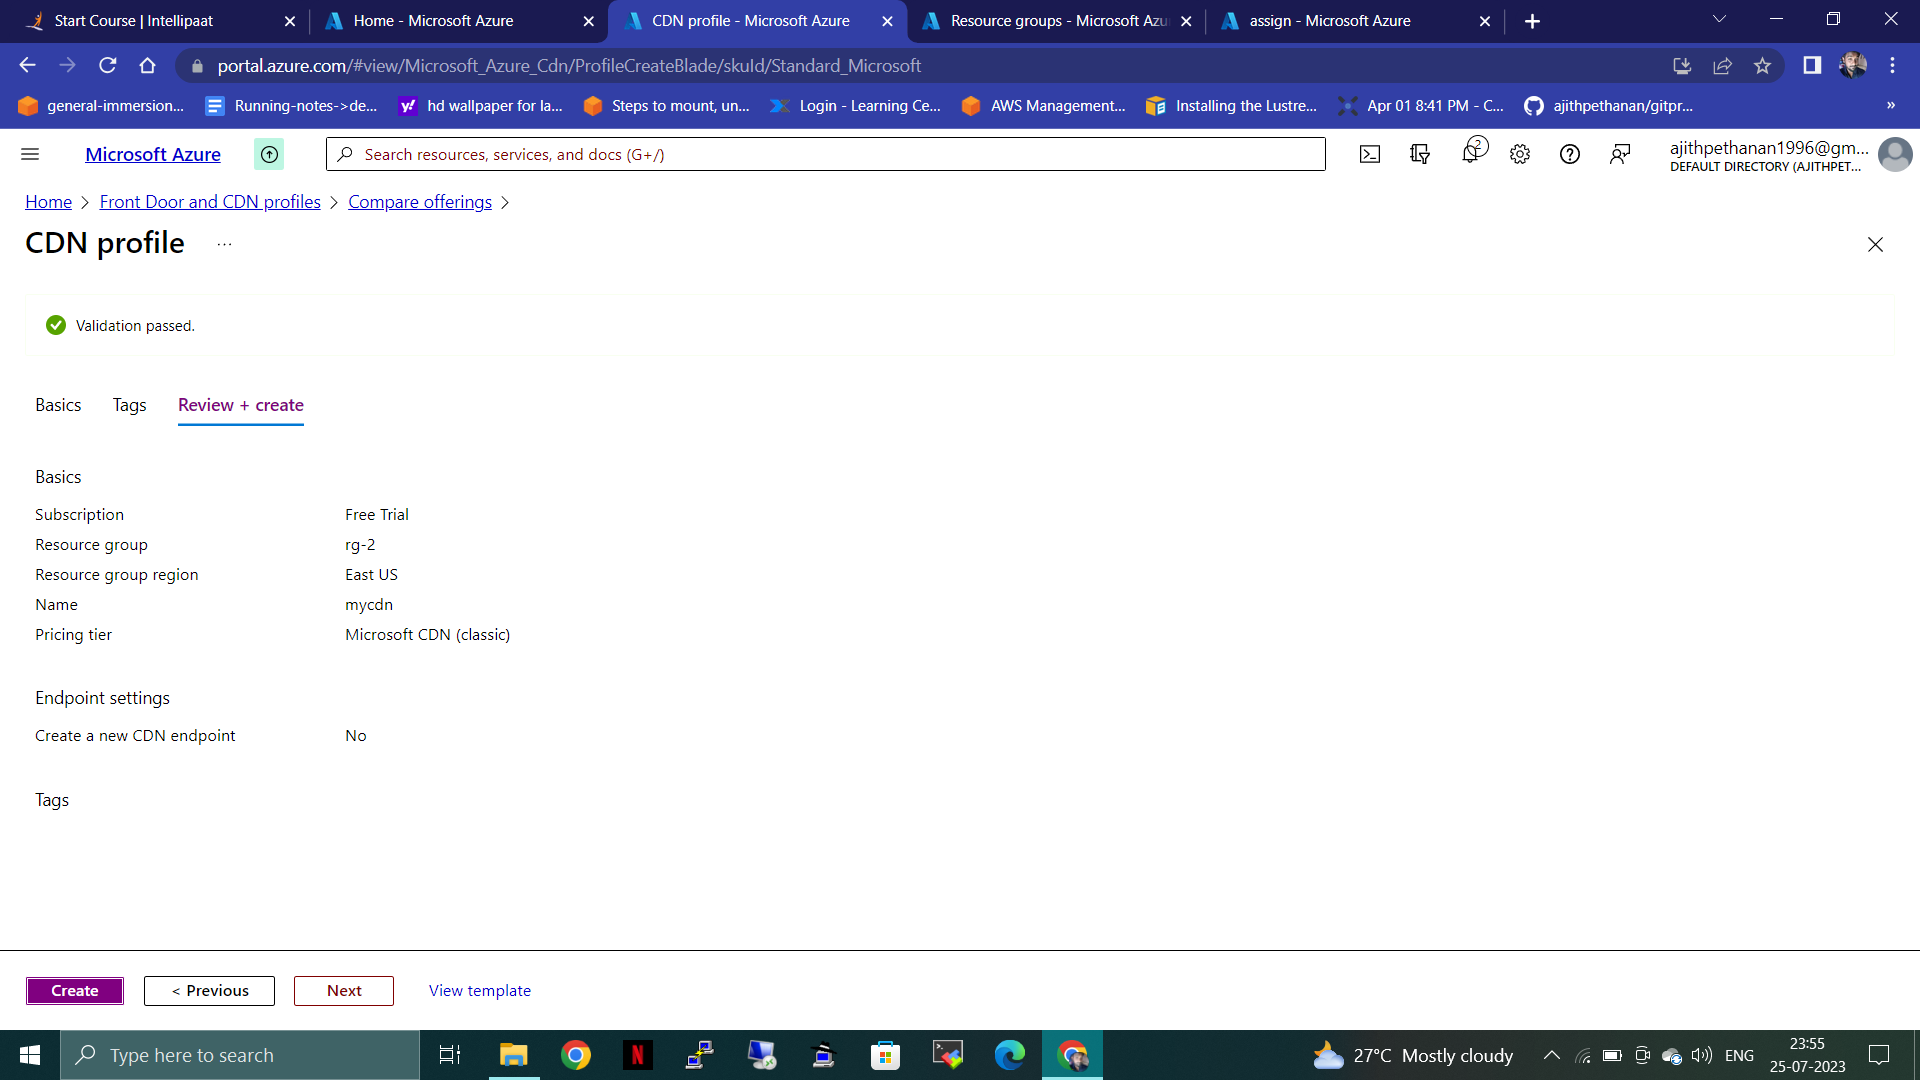 Start Course | Intellipaat
Home - Microsoft Azure
CDN profile - Microsoft Azure
Resource groups - Microsoft Azu
assign - Microsoft Azure
portal.azure.com/#view/Microsoft_Azure_Cdn/ProfileCreateBlade/skuId/Standard_Microsoft
general-immersion...
Running-notes->de...
y!
hd wallpaper for la...
Steps to mount, un...
Login - Learning Ce...
AWS Management...
Installing the Lustre...
Apr 01 8:41 PM - C...
ajithpethanan/gitpr...
»
Microsoft Azure
Search resources, services, and docs (G+/)
2
ajithpethanan1996@gm...
DEFAULT DIRECTORY (AJITHPET...
Home > Front Door and CDN profiles > Compare offerings >
CDN profile ...
Validation passed.
Basics Tags Review + create
Basics
Subscription Free Trial
Resource group rg-2
Resource group region East US
Name mycdn
Pricing tier Microsoft CDN (classic)
Endpoint settings
Create a new CDN endpoint No
Tags
Create < Previous Next View template
Type here to search
N
27°C Mostly cloudy
ENG
23:55
25-07-2023